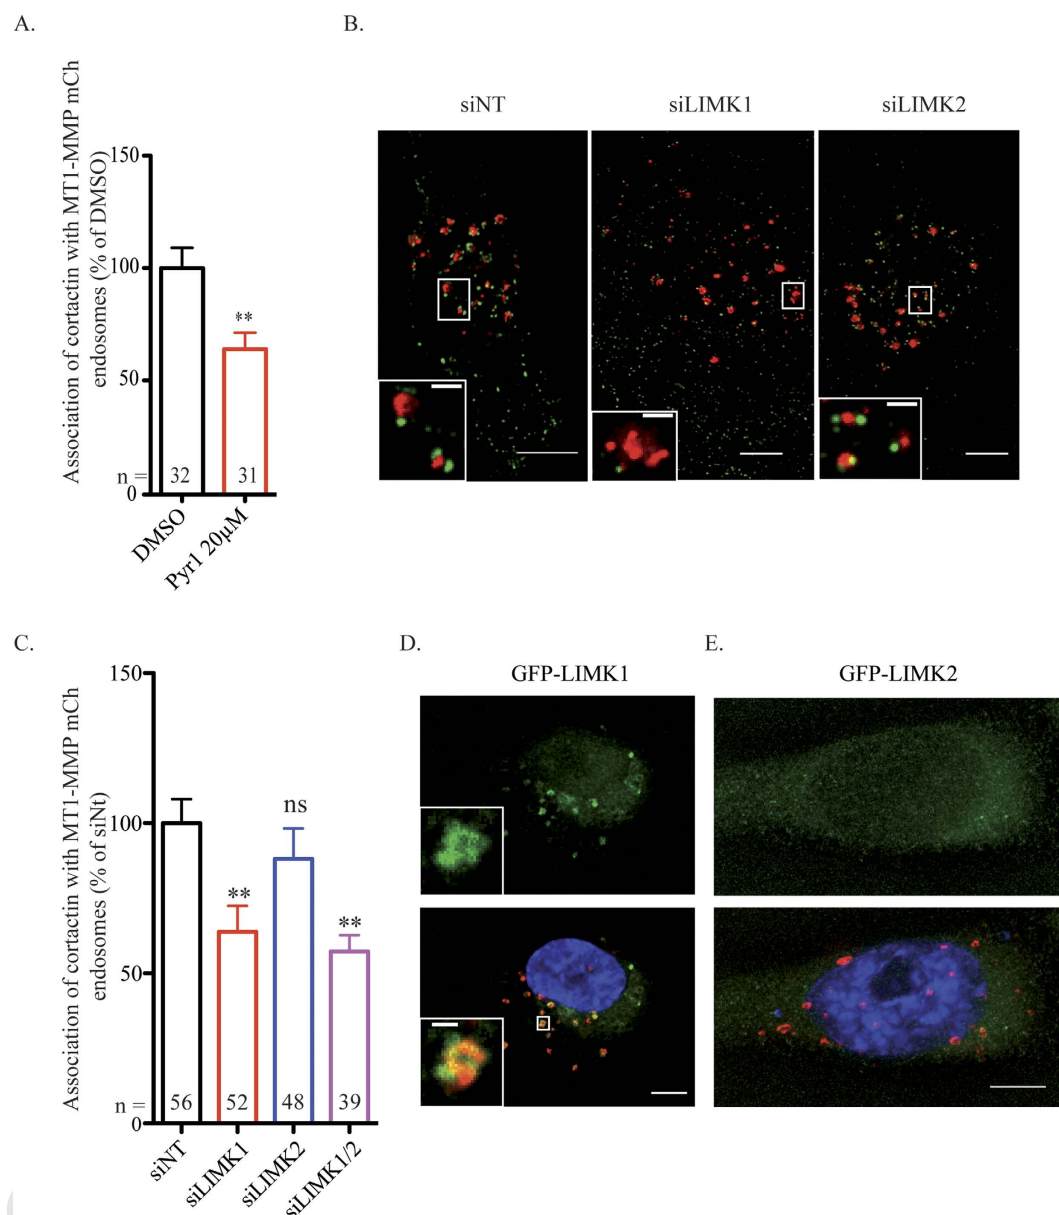 A.
Association of cortactin with MT1-MMP mCh
endosomes (% of DMSO)
150
100
50
0
**
n =
32
31
DMSO
Pyr1 20μM
B.
siNT
siLIMK1
siLIMK2
C.
Association of cortactin with MT1-MMP mCh
endosomes (% of siNt)
150
100
50
0
**
ns
**
n =
56
52
48
39
siNT
siLIMK1
siLIMK2
siLIMK1/2
D.
GFP-LIMK1
E.
GFP-LIMK2